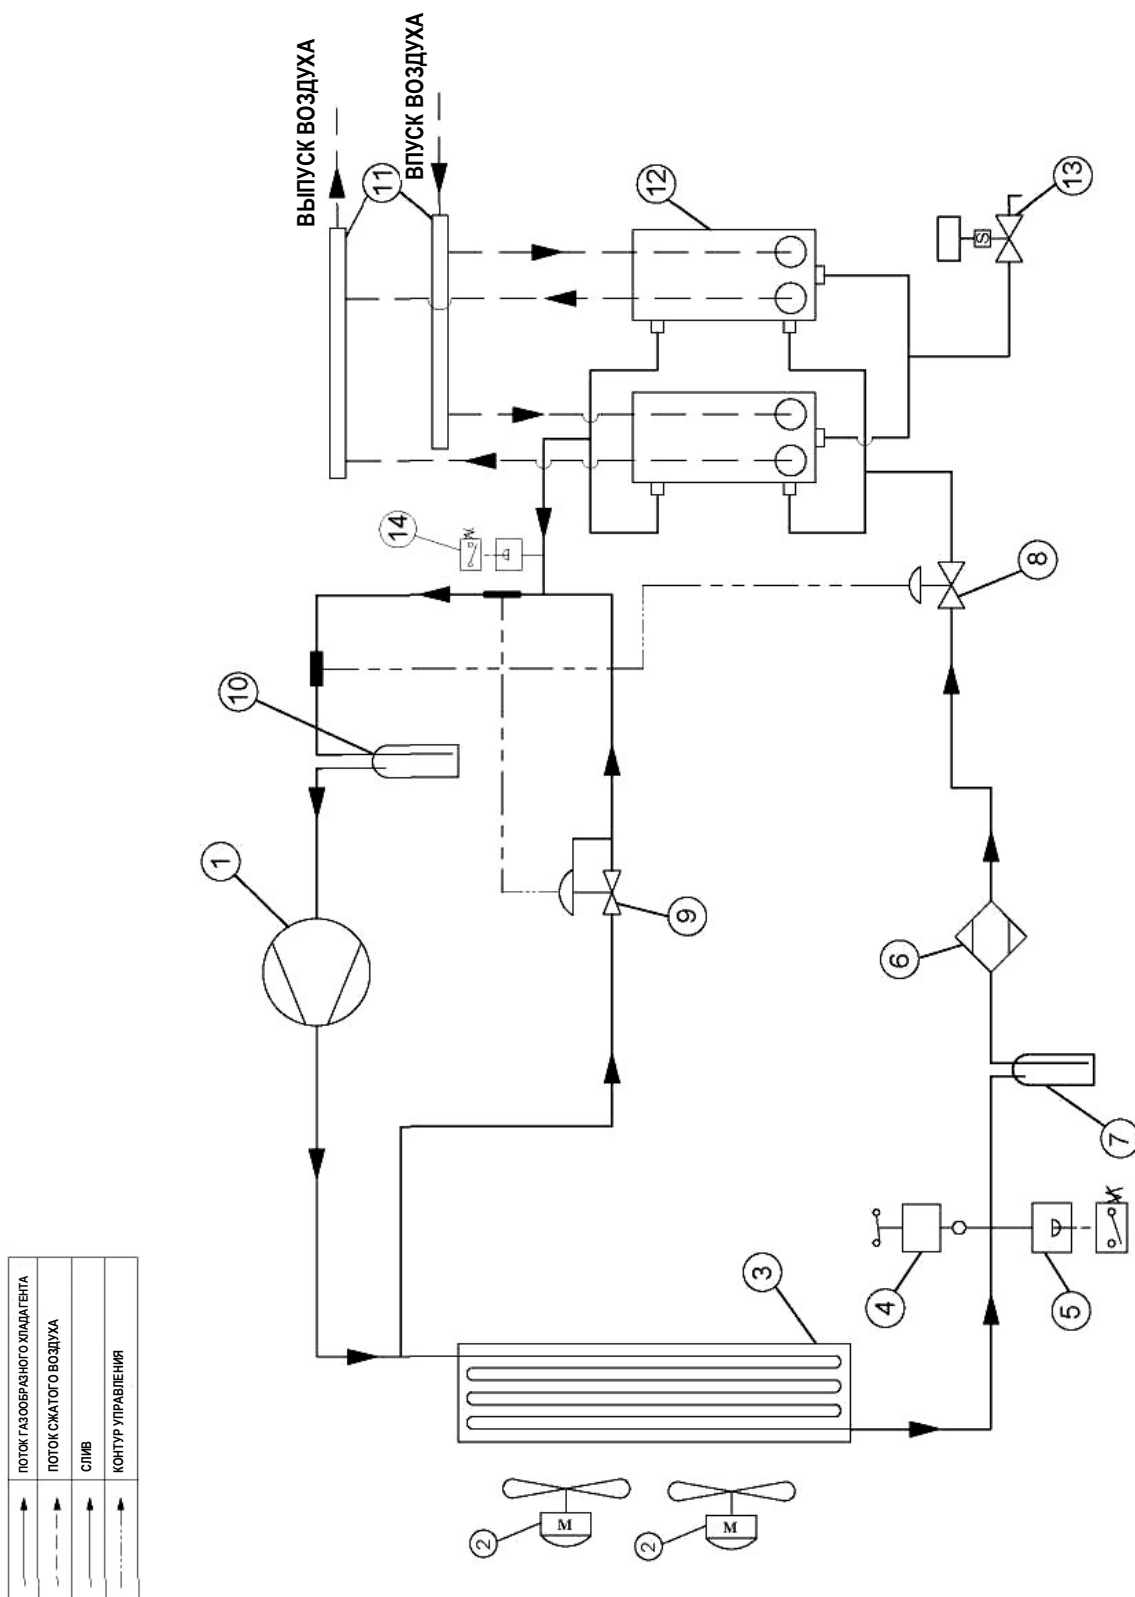 ВЫПУСК ВОЗДУХА
ВПУСК ВОЗДУХА
11
12
13
S
14
8
10
1
9
6
7
3
4
5
2
M
2
M
ПОТОК ГАЗООБРАЗНОГО ХЛАДАГЕНТА
ПОТОК СЖАТОГО ВОЗДУХА
СЛИВ
КОНТУР УПРАВЛЕНИЯ